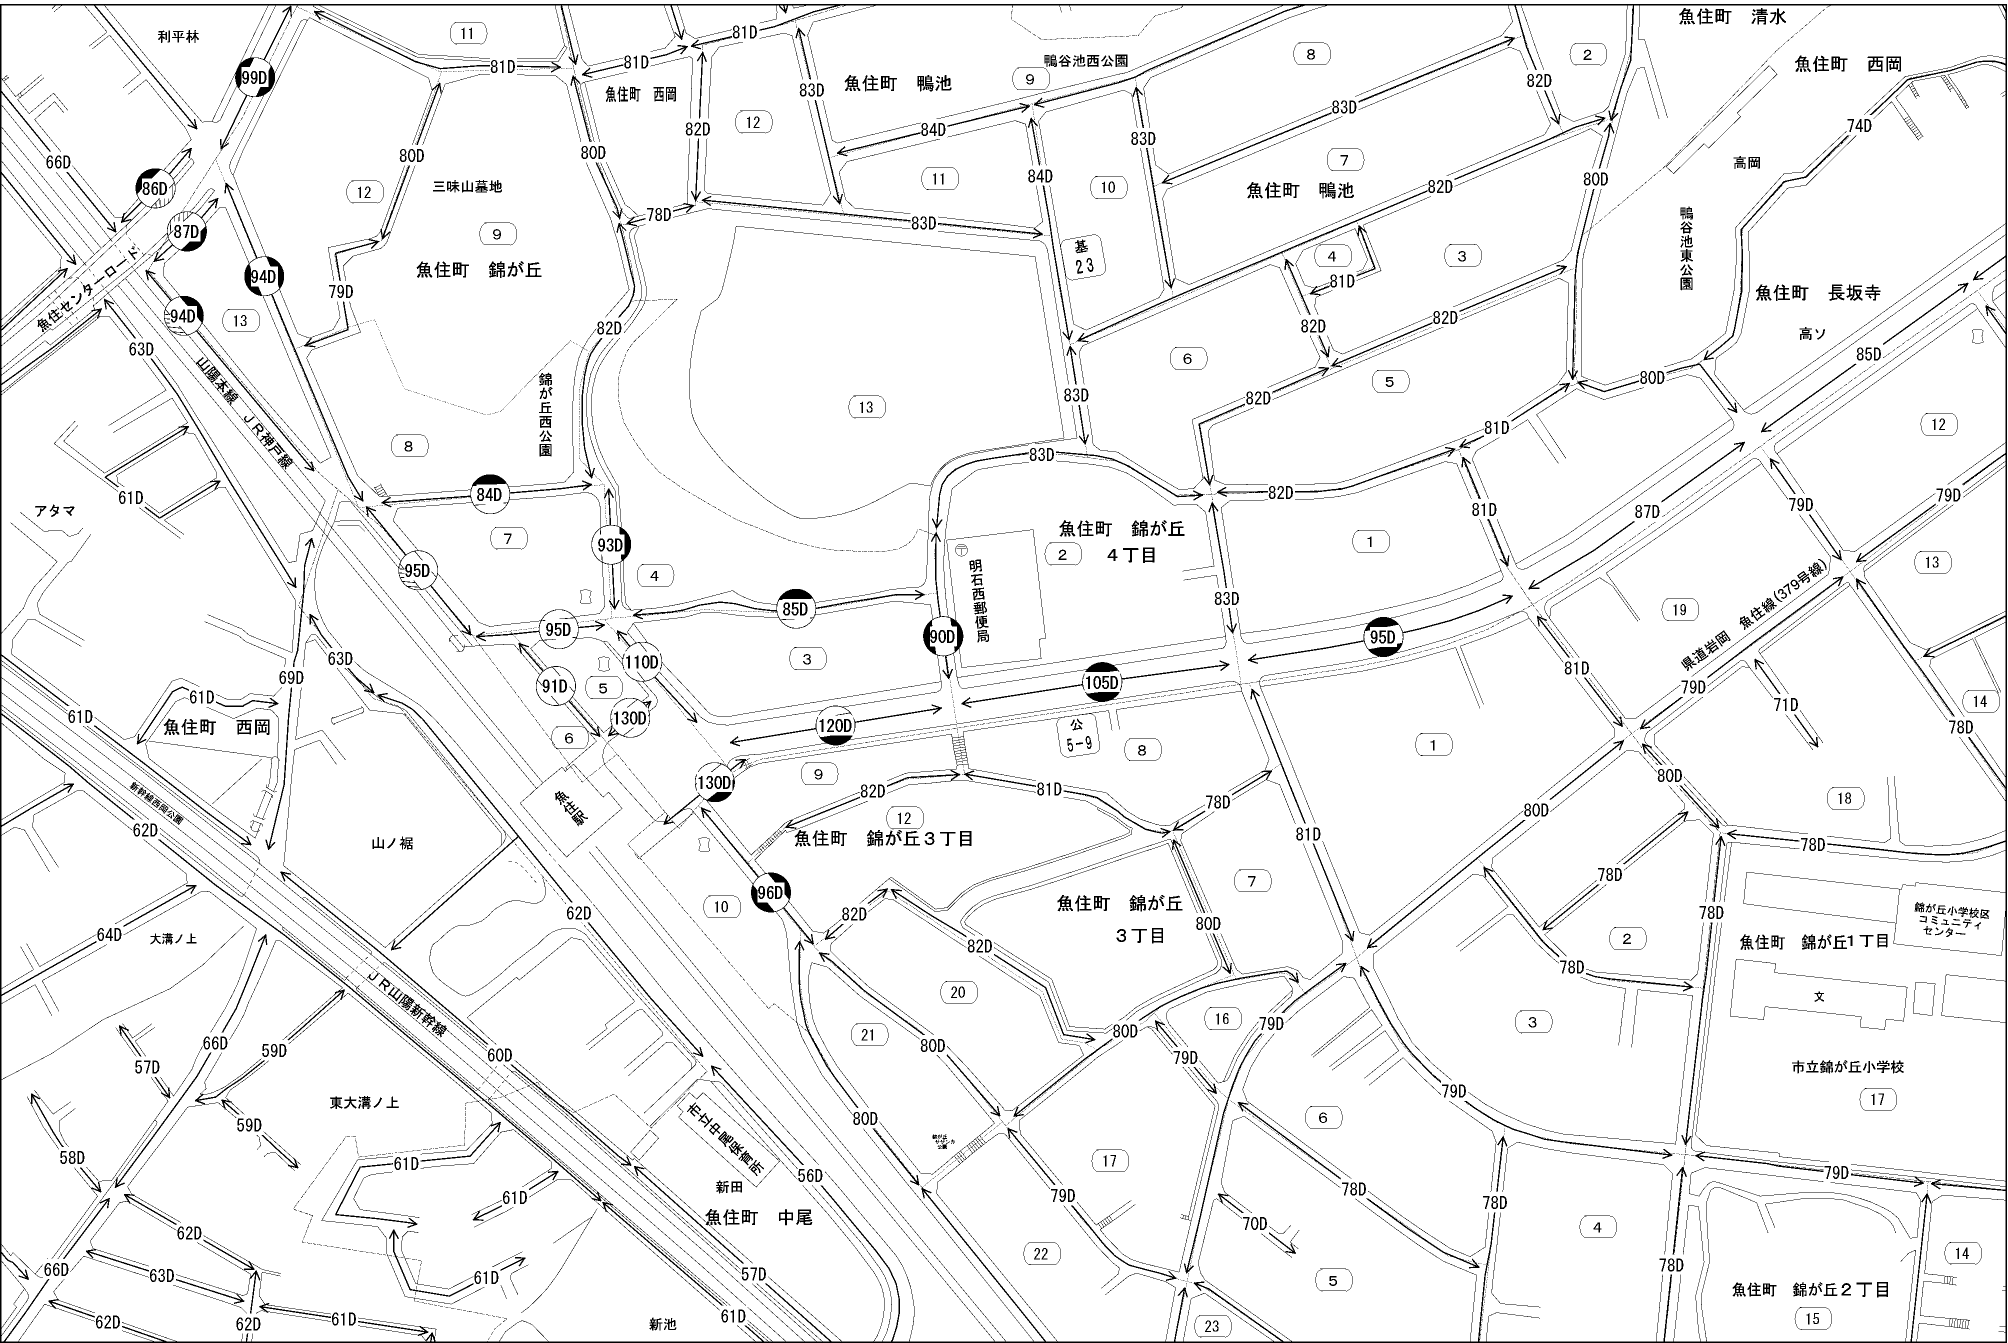 利平林
11
99D
81D
81D
81D
魚住町 西岡
80D
82D
12
83D
魚住町 鴨池
9
鴨谷池西公園
84D
8
83D
82D
2
魚住町 清水
魚住町 西岡
74D
高岡
66D
86D
87D
12
80D
三味山墓地
9
魚住町 錦が丘
94D
78D
83D
11
84D
10
83D
基
23
7
魚住町 鴨池
82D
4
81D
3
80D
鴨谷池東公園
魚住町 長坂寺
高ソ
魚住センターロード
94D
13
79D
63D
山陽本線 JR神戸線
82D
錦が丘西公園
8
13
83D
6
82D
82D
82D
5
81D
80D
85D
12
61D
アタマ
84D
7
93D
95D
4
83D
82D
81D
87D
79D
79D
魚住町 錦が丘
4丁目
2
明石西郵便局
1
13
85D
90D
83D
95D
19
県道岩岡 魚住線(379号線)
63D
69D
61D
61D
魚住町 西岡
95D
110D
3
91D
5
130D
6
120D
105D
公
5-9
8
9
130D
81D
79D
71D
14
78D
1
80D
18
新幹線西岡公園
62D
山ノ裾
魚住駅
82D
81D
12
魚住町 錦が丘3丁目
78D
81D
80D
78D
78D
10
96D
62D
82D
82D
魚住町 錦が丘
3丁目
80D
7
78D
2
78D
錦が丘小学校区
コミュニティ
センター
魚住町 錦が丘1丁目
文
64D
大溝ノ上
JR山陽新幹線
20
21
80D
80D
16
79D
79D
3
66D
59D
57D
60D
59D
58D
東大溝ノ上
79D
6
市立錦が丘小学校
17
80D
市立中尾保育所
新田
魚住町 中尾
56D
61D
61D
17
79D
78D
78D
79D
62D
66D
63D
61D
57D
22
70D
5
4
78D
14
魚住町 錦が丘2丁目
15
62D
62D
61D
61D
新池
23